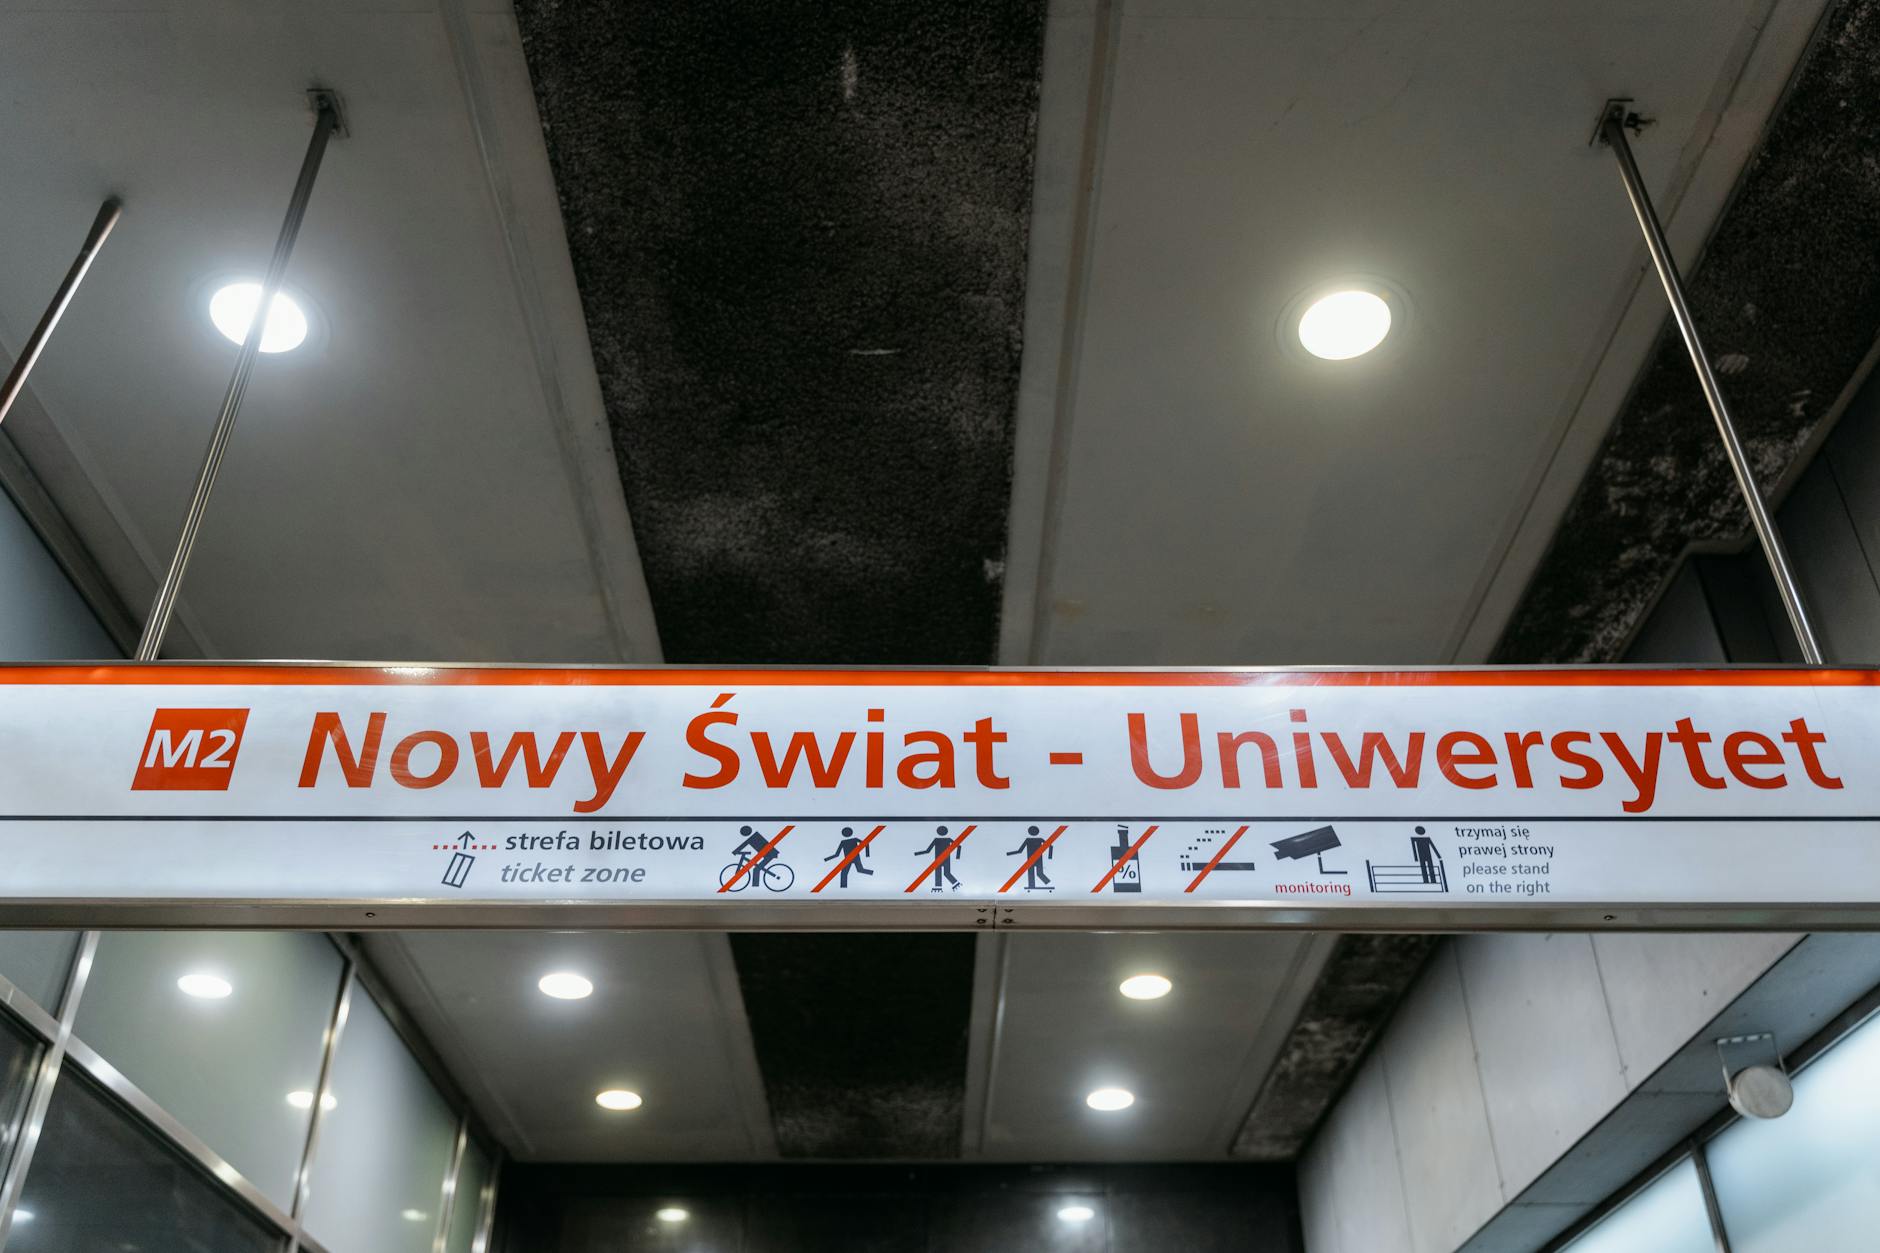 M2 Nowy Świat - Uniwersytet
strefa biletowa
ticket zone
%
monitoring
trzymaj się
prawej strony
please stand
on the right